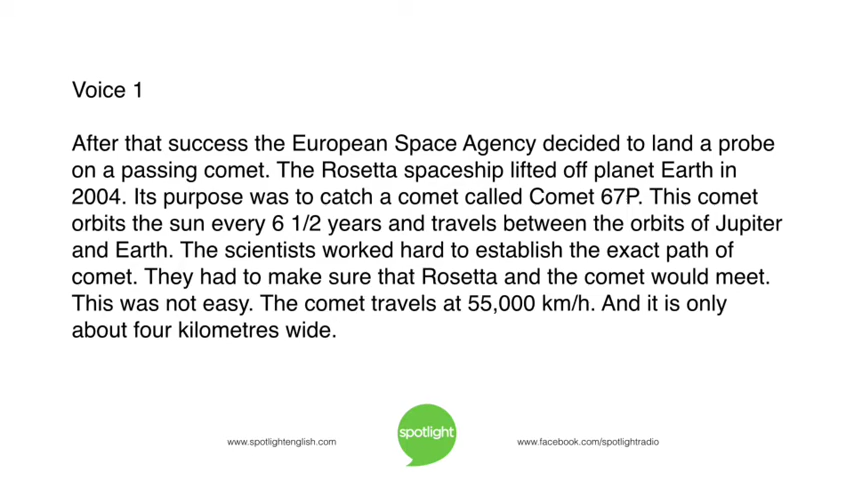 Voice 1
After that success the European Space Agency decided to land a probe
on a passing comet. The Rosetta spaceship lifted off planet Earth in
2004. Its purpose was to catch a comet called Comet 67P. This comet
orbits the sun every 6 1/2 years and travels between the orbits of Jupiter
and Earth. The scientists worked hard to establish the exact path of
comet. They had to make sure that Rosetta and the comet would meet.
This was not easy. The comet travels at 55,000 km/h. And it is only
about four kilometres wide.
www.spotlightenglish.com
spotlight
www.facebook.com/spotlightradio